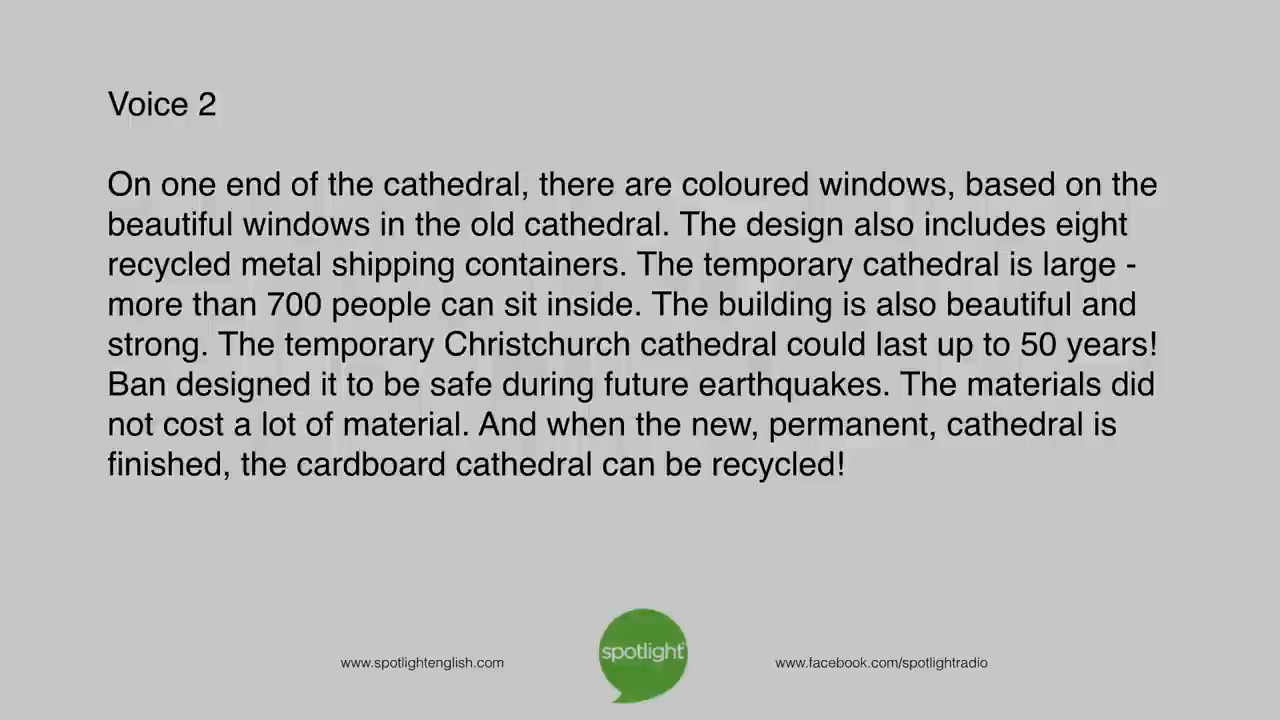 Voice 2
On one end of the cathedral, there are coloured windows, based on the
beautiful windows in the old cathedral. The design also includes eight
recycled metal shipping containers. The temporary cathedral is large -
more than 700 people can sit inside. The building is also beautiful and
strong. The temporary Christchurch cathedral could last up to 50 years!
Ban designed it to be safe during future earthquakes. The materials did
not cost a lot of material. And when the new, permanent, cathedral is
finished, the cardboard cathedral can be recycled!
www.spotlightenglish.com
spotlight
www.facebook.com/spotlightradio